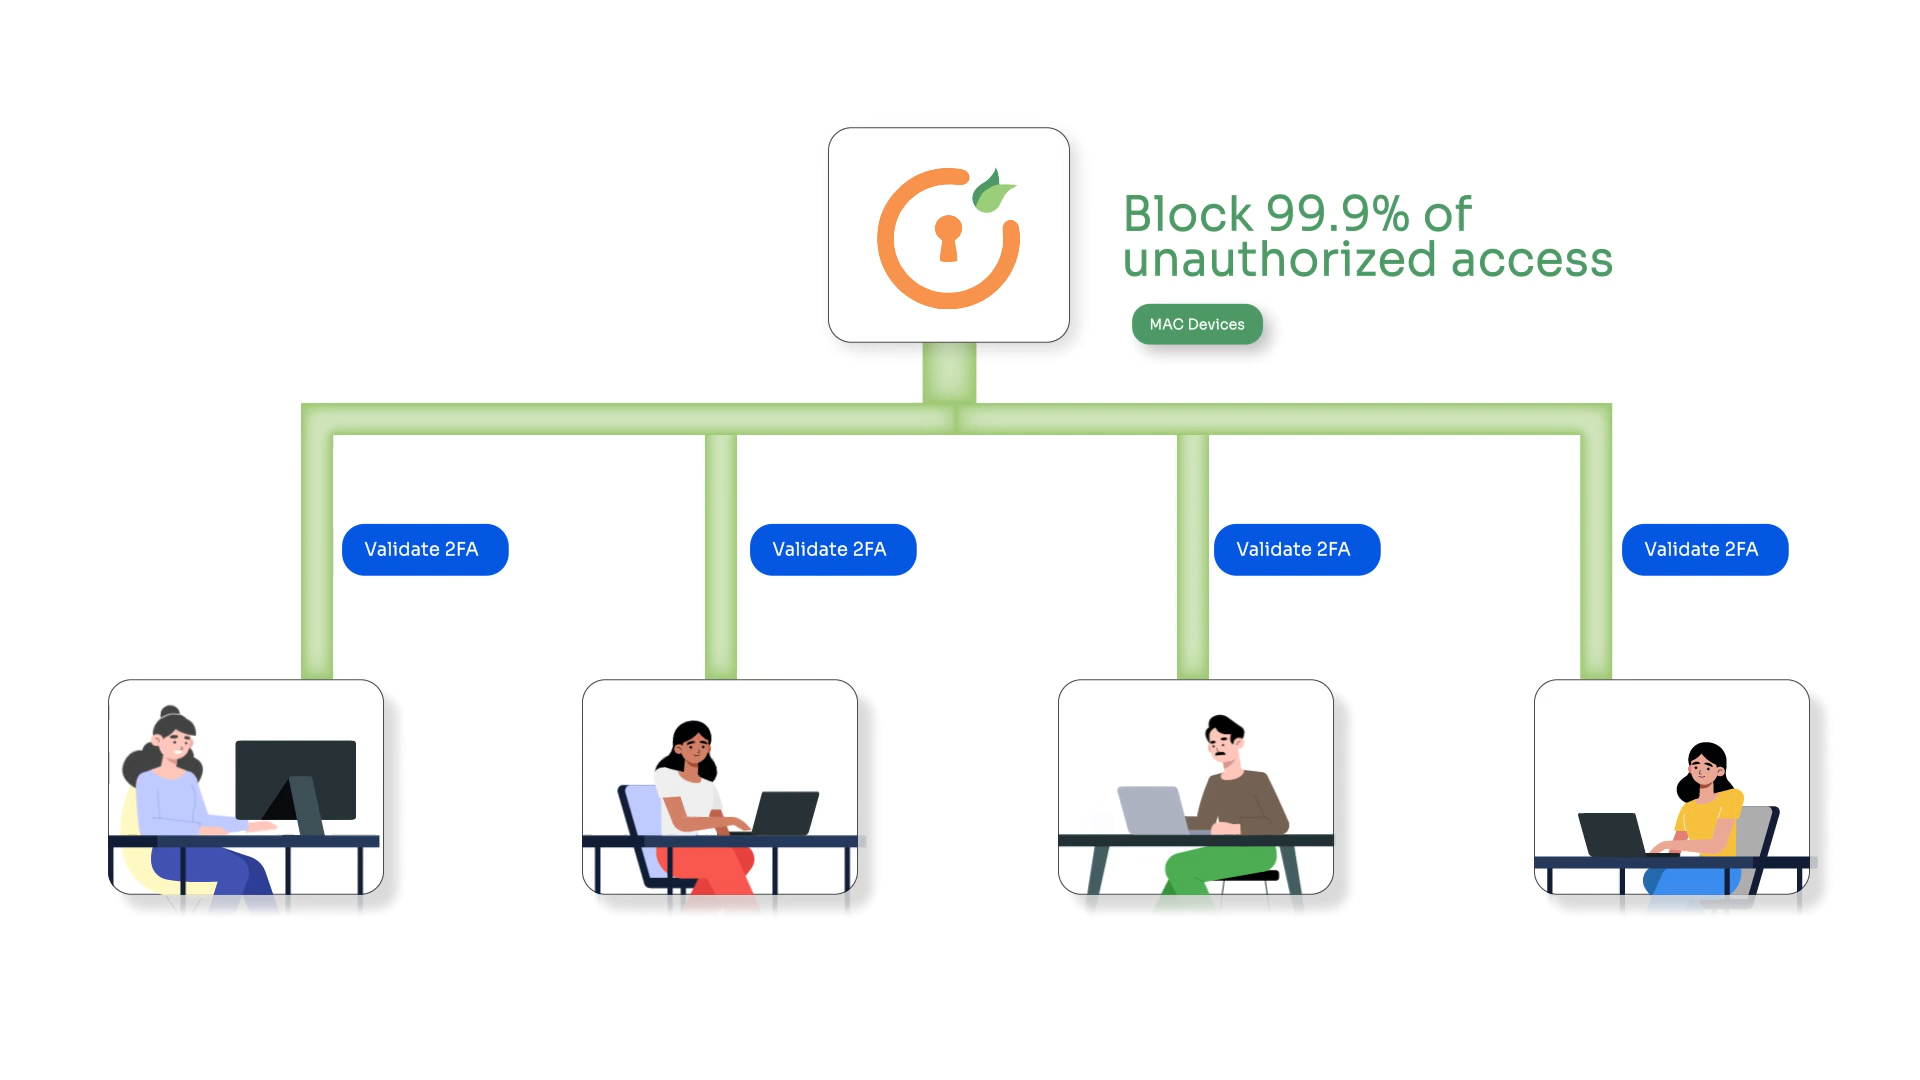 Block 99.9% of
unauthorized access
MAC Devices
Validate 2FA
Validate 2FA
Validate 2FA
Validate 2FA